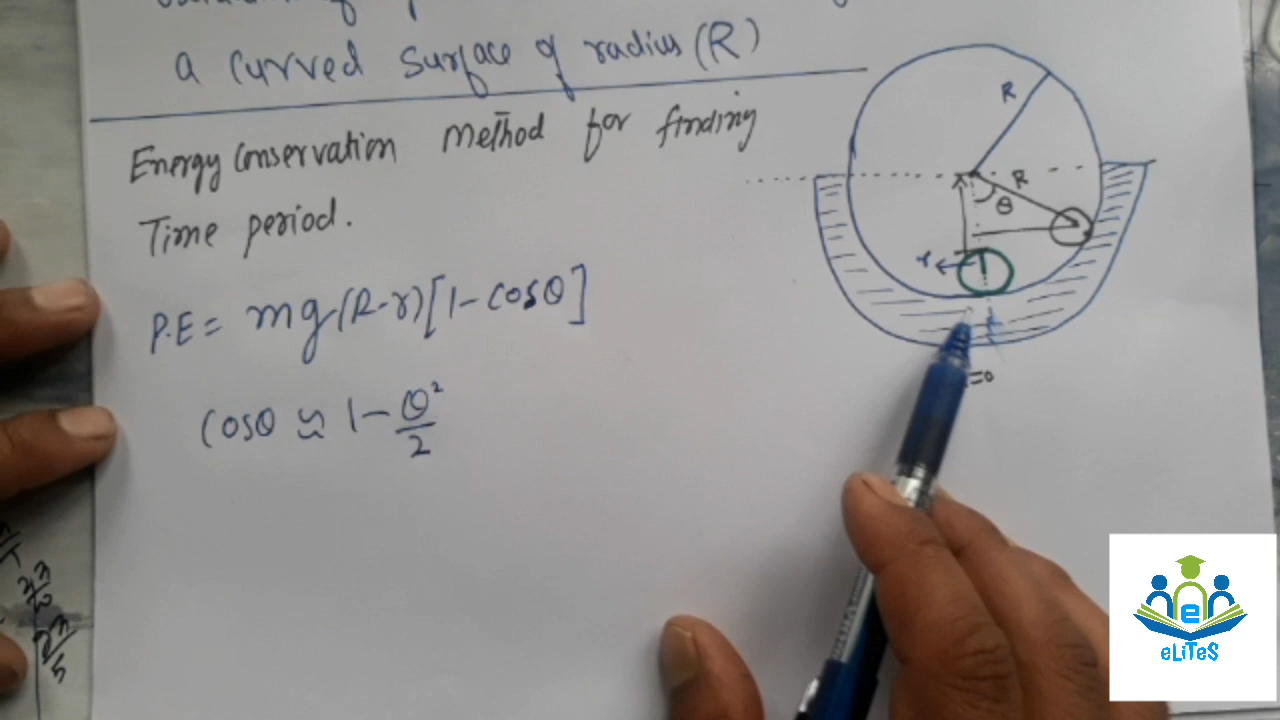 a curved surface of radius (R)
Energy conservation method for finding
Time period.
P.E = mg(R-r)[1-cosθ]
cosθ ≈ 1-θ²/2
R
R
θ
r
=0
eLiTeS